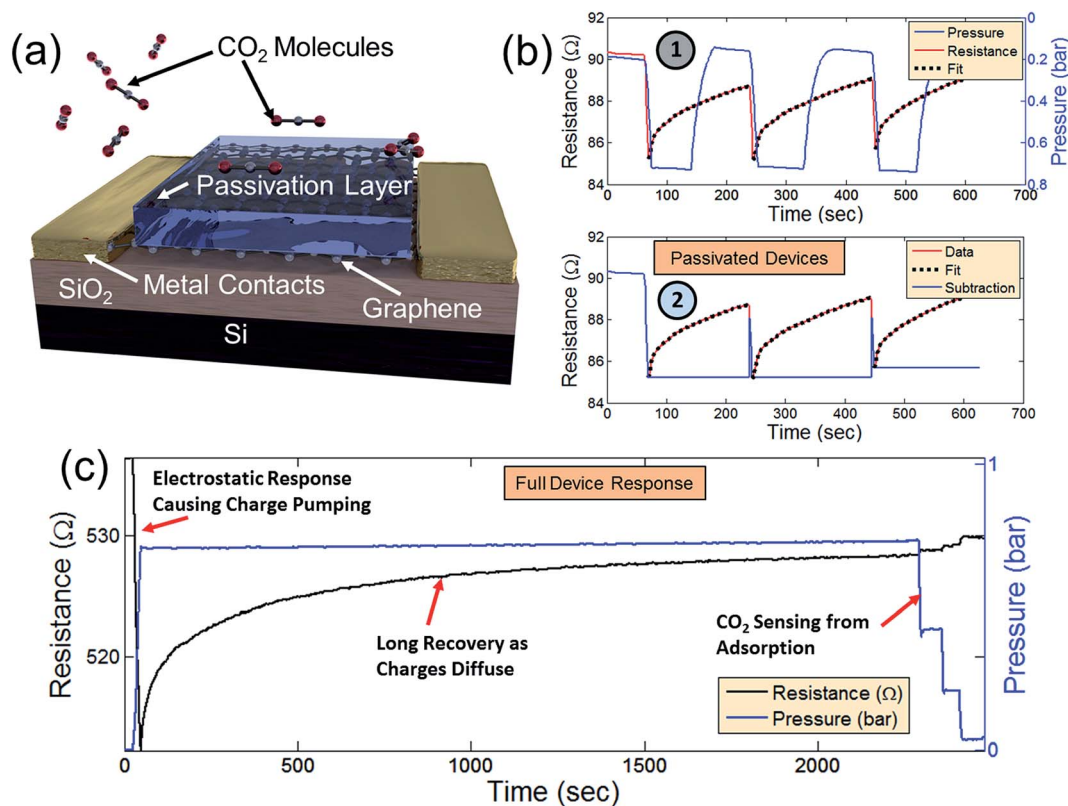 (a)
CO2 Molecules
Passivation Layer
Metal Contacts
SiO2
Graphene
Si
(b)
92
90
88
86
84
Resistance (Ω)
1
Pressure
Resistance
Fit
0
0.2
0.4
0.6
0.8
Pressure (bar)
0 100 200 300 400 500 600 700
Time (sec)
92
90
88
86
84
Resistance (Ω)
Passivated Devices
2
Data
Fit
Subtraction
0 100 200 300 400 500 600 700
Time (sec)
(c)
Resistance (Ω)
530
520
Electrostatic Response
Causing Charge Pumping
Full Device Response
Long Recovery as
Charges Diffuse
CO2 Sensing from
Adsorption
Resistance (Ω)
Pressure (bar)
1
0
Pressure (bar)
0 500 1000 1500 2000
Time (sec)